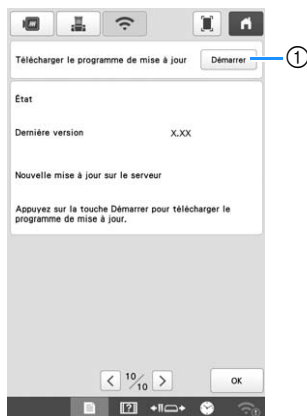 Télécharger le programme de mise à jour
Démarrer
①
État
Dernière version X.XX
Nouvelle mise à jour sur le serveur
Appuyez sur la touche Démarrer pour télécharger le
programme de mise à jour.
< 10/10 >
OK